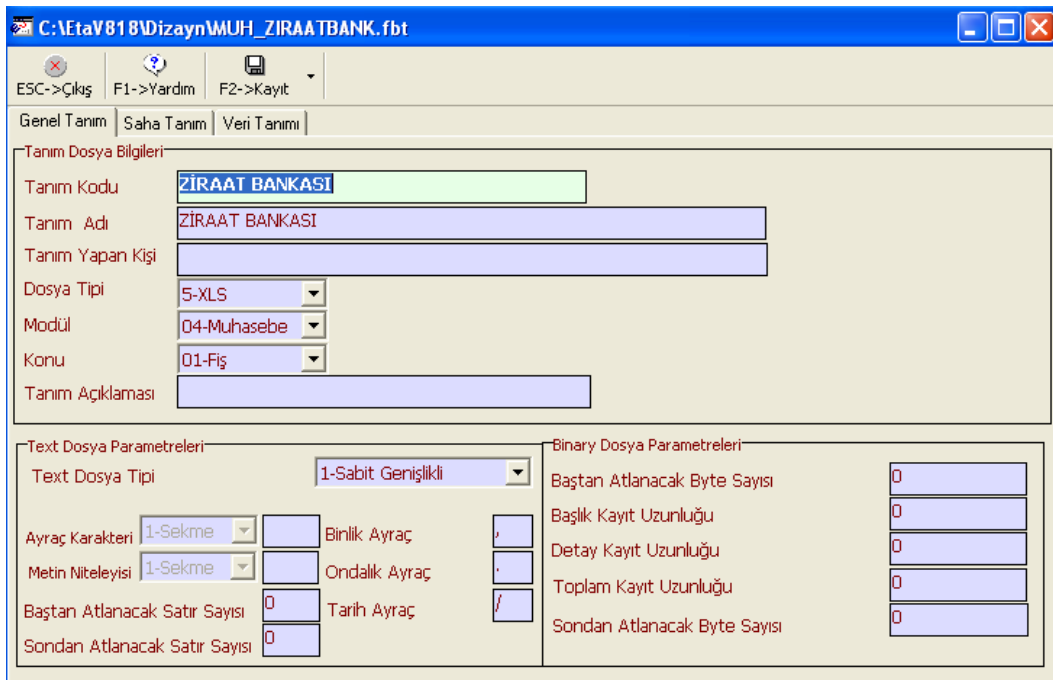 C:\EtaV818\Dizayn\MUH_ZIRAATBANK.fbt
ESC->Çıkış F1->Yardım F2->Kayıt
Genel Tanım Saha Tanım Veri Tanımı
Tanım Dosya Bilgileri
Tanım Kodu ZİRAAT BANKASI
Tanım Adı ZİRAAT BANKASI
Tanım Yapan Kişi
Dosya Tipi 5-XLS
Modül 04-Muhasebe
Konu 01-Fiş
Tanım Açıklaması
Text Dosya Parametreleri
Text Dosya Tipi 1-Sabit Genişlikli
Ayraç Karakteri 1-Sekme Binlik Ayraç ,
Metin Niteleyisi 1-Sekme Ondalık Ayraç .
Baştan Atlanacak Satır Sayısı 0 Tarih Ayraç /
Sondan Atlanacak Satır Sayısı 0
Binary Dosya Parametreleri
Baştan Atlanacak Byte Sayısı 0
Başlık Kayıt Uzunluğu 0
Detay Kayıt Uzunluğu 0
Toplam Kayıt Uzunluğu 0
Sondan Atlanacak Byte Sayısı 0